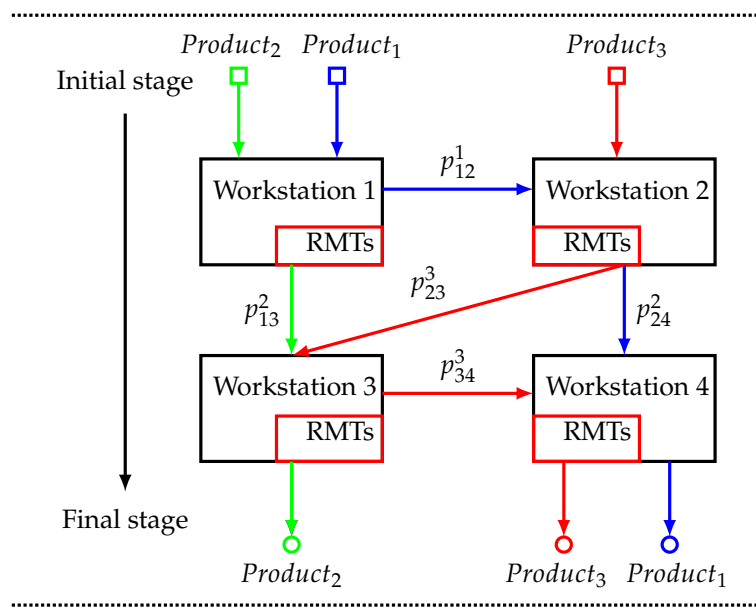 Product₂ Product₁ Product₃
Initial stage
p¹₁₂
Workstation 1 Workstation 2
RMTs RMTs
p²₁₃ p³₂₃ p²₂₄
p³₃₄
Workstation 3 Workstation 4
RMTs RMTs
Final stage
Product₂ Product₃ Product₁